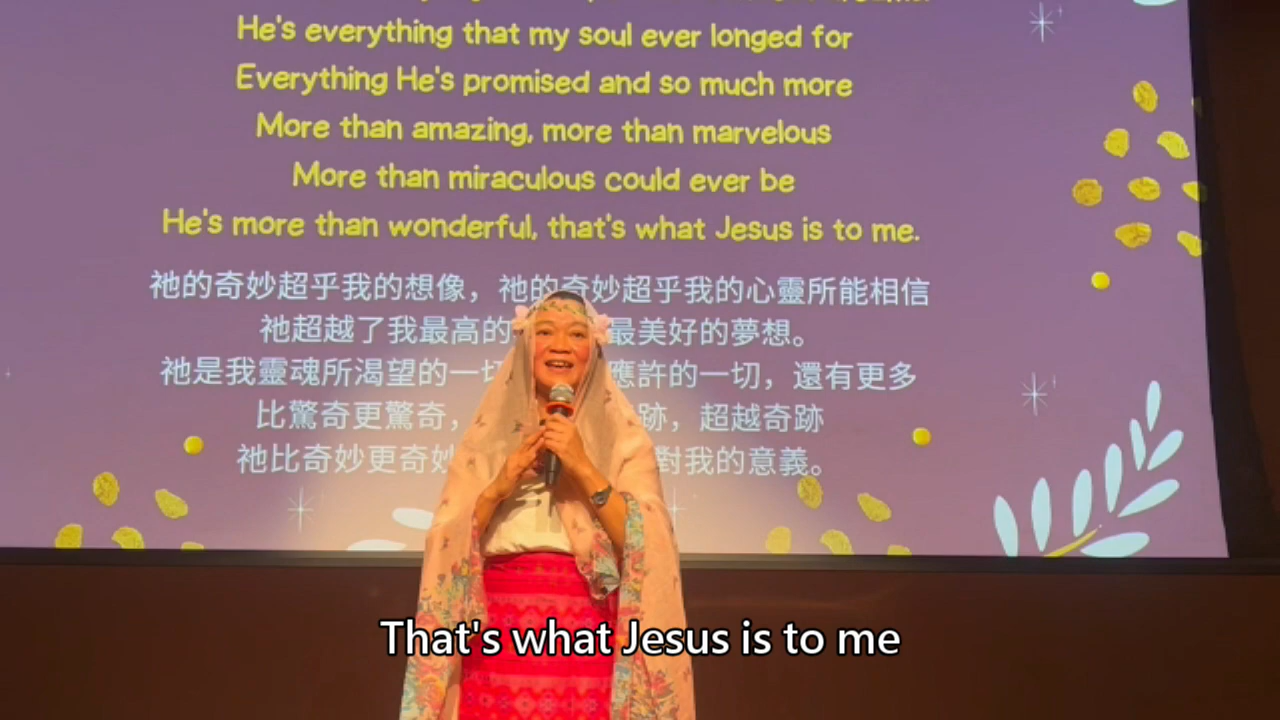 He's everything that my soul ever longed for
Everything He's promised and so much more
More than amazing, more than marvelous
More than miraculous could ever be
He's more than wonderful, that's what Jesus is to me.
祂的奇妙超乎我的想像，祂的奇妙超乎我的心靈所能相信
祂超越了我最高的 最美好的夢想。
祂是我靈魂所渴望的一切 應許的一切，還有更多
比驚奇更驚奇， 跡，超越奇跡
祂比奇妙更奇妙 對我的意義。
That's what Jesus is to me